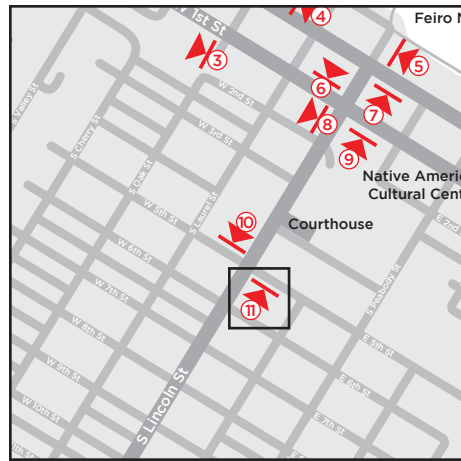 Feiro
④
W 1st St
③
⑤
⑥
⑦
⑧
⑨
W 2nd St
W 3rd St
S Valley St
S Cherry St
S Oak St
S Laurel St
Native
Cultural
E 2nd
W 5th St
⑩
Courthouse
W 6th St
⑪
S Peabody St
W 7th St
W 8th St
E 5th St
W 9th St
E 6th St
W 10th St
S Lincoln St
E 7th St